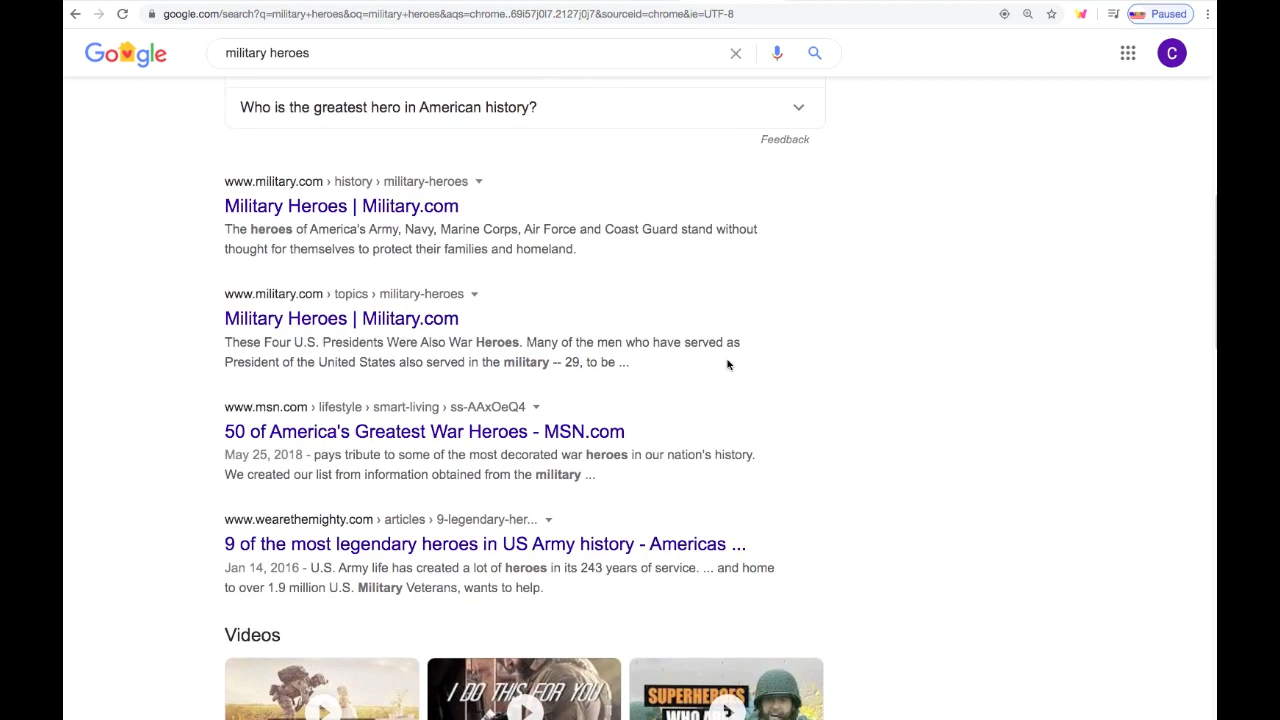 google.com/search?q=military+heroes&oq=military+heroes&aqs=chrome..69i57j0l7.2127j0j7&sourceid=chrome&ie=UTF-8
Paused
Google
military heroes
C
Who is the greatest hero in American history?
Feedback
www.military.com › history › military-heroes
Military Heroes | Military.com
The heroes of America's Army, Navy, Marine Corps, Air Force and Coast Guard stand without
thought for themselves to protect their families and homeland.
www.military.com › topics › military-heroes
Military Heroes | Military.com
These Four U.S. Presidents Were Also War Heroes. Many of the men who have served as
President of the United States also served in the military -- 29, to be ...
www.msn.com › lifestyle › smart-living › ss-AAxOeQ4
50 of America's Greatest War Heroes - MSN.com
May 25, 2018 - pays tribute to some of the most decorated war heroes in our nation's history.
We created our list from information obtained from the military ...
www.wearethemighty.com › articles › 9-legendary-her...
9 of the most legendary heroes in US Army history - Americas ...
Jan 14, 2016 - U.S. Army life has created a lot of heroes in its 243 years of service. ... and home
to over 1.9 million U.S. Military Veterans, wants to help.
Videos
I DO THIS FOR YOU
SUPERHEROES
WHO ARE